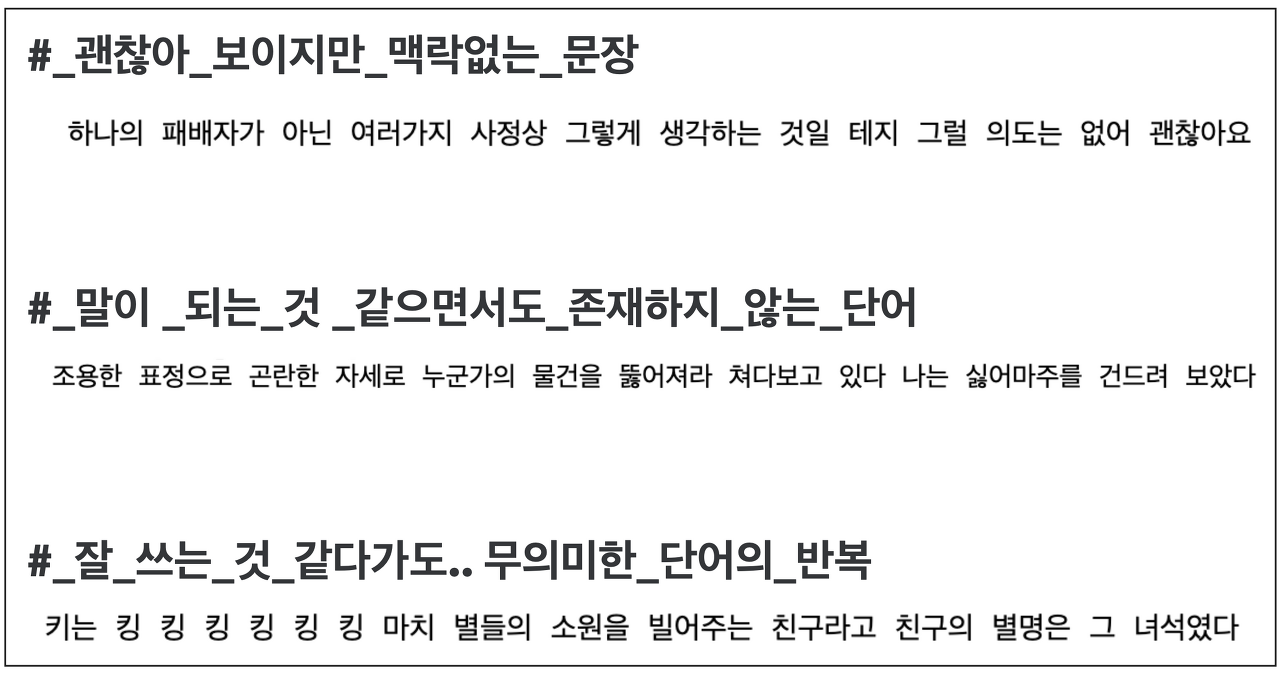 #_괜찮아_보이지만_맥락없는_문장
하나의 패배자가 아닌 여러가지 사정상 그렇게 생각하는 것일 테지 그럴 의도는 없어 괜찮아요
#_말이 _되는_것 _같으면서도_존재하지_않는_단어
조용한 표정으로 곤란한 자세로 누군가의 물건을 뚫어져라 쳐다보고 있다 나는 싫어마주를 건드려 보았다
#_잘_쓰는_것_같다가도.. 무의미한_단어의_반복
키는 킹 킹 킹 킹 킹 킹 마치 별들의 소원을 빌어주는 친구라고 친구의 별명은 그 녀석였다